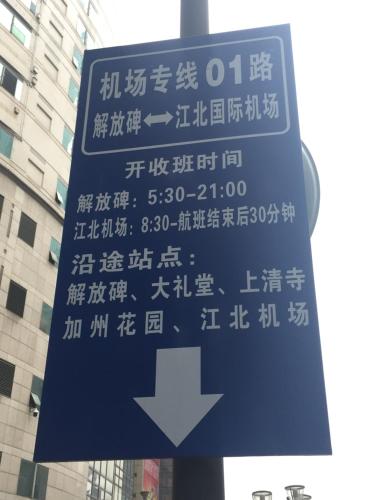 机场专线01路
解放碑↔江北国际机场
开收班时间
解放碑：5:30-21:00
江北机场：8:30-航班结束后30分钟
沿途站点：
解放碑、大礼堂、上清寺
加州花园、江北机场